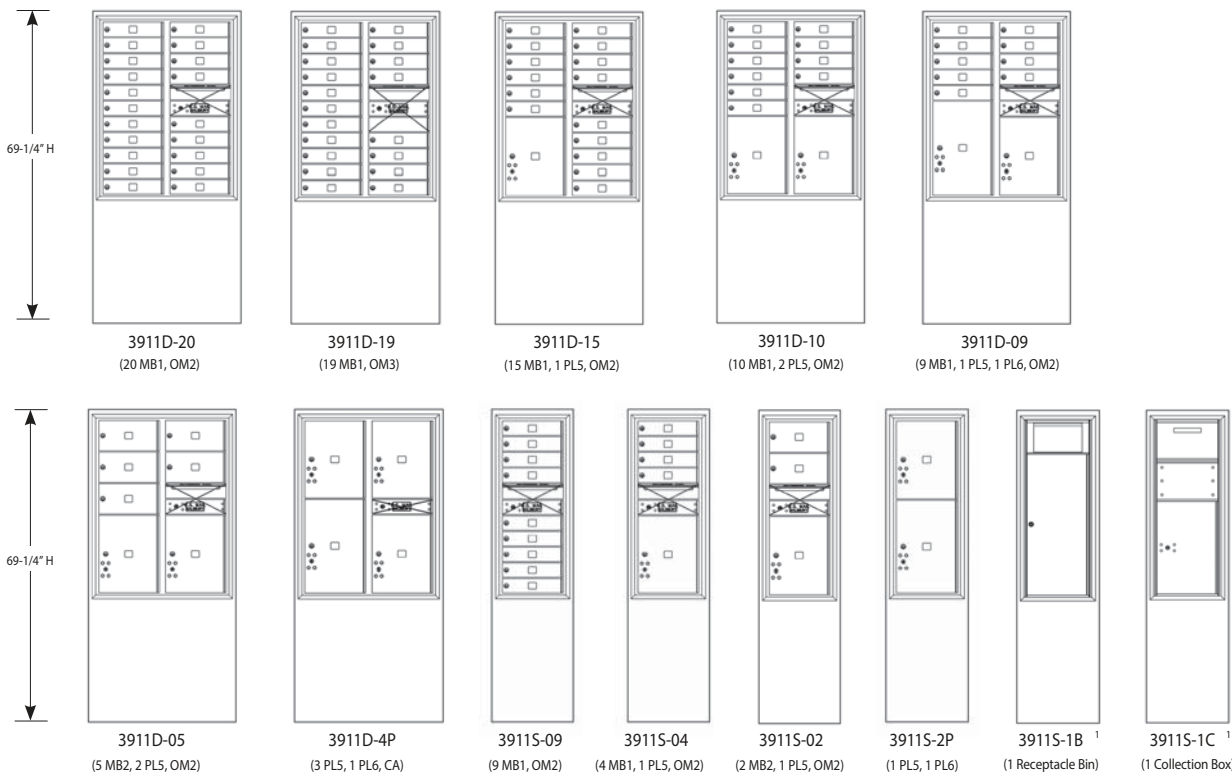 69-1/4" H
3911D-20
(20 MB1, OM2)
3911D-19
(19 MB1, OM3)
3911D-15
(15 MB1, 1 PL5, OM2)
3911D-10
(10 MB1, 2 PL5, OM2)
3911D-09
(9 MB1, 1 PL5, 1 PL6, OM2)
69-1/4" H
3911D-05
(5 MB2, 2 PL5, OM2)
3911D-4P
(3 PL5, 1 PL6, CA)
3911S-09
(9 MB1, OM2)
3911S-04
(4 MB1, 1 PL5, OM2)
3911S-02
(2 MB2, 1 PL5, OM2)
3911S-2P
(1 PL5, 1 PL6)
3911S-1B 1
(1 Receptacle Bin)
3911S-1C 1
(1 Collection Box